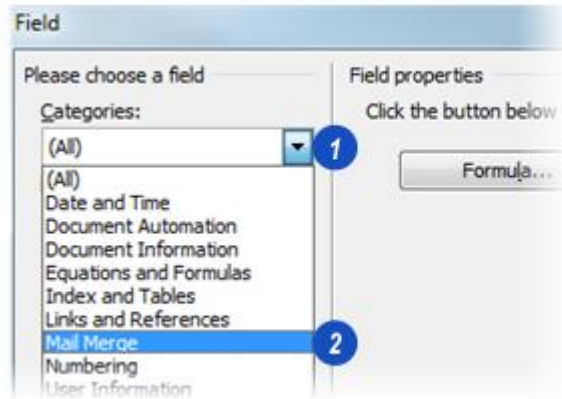 Field
Please choose a field
Field properties
Categories:
Click the button below
(All)
1
Formula...
(All)
Date and Time
Document Automation
Document Information
Equations and Formulas
Index and Tables
Links and References
Mail Merge
2
Numbering
User Information